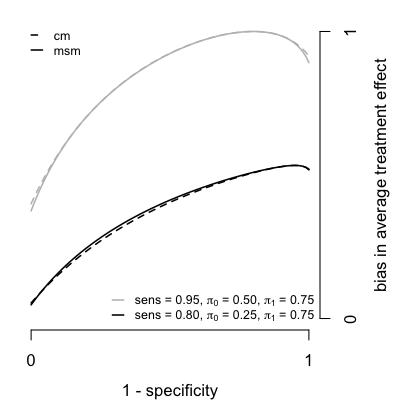 cm
msm
1
bias in average treatment effect
sens = 0.95, π₀ = 0.50, π₁ = 0.75
sens = 0.80, π₀ = 0.25, π₁ = 0.75
0
0
1
1 - specificity